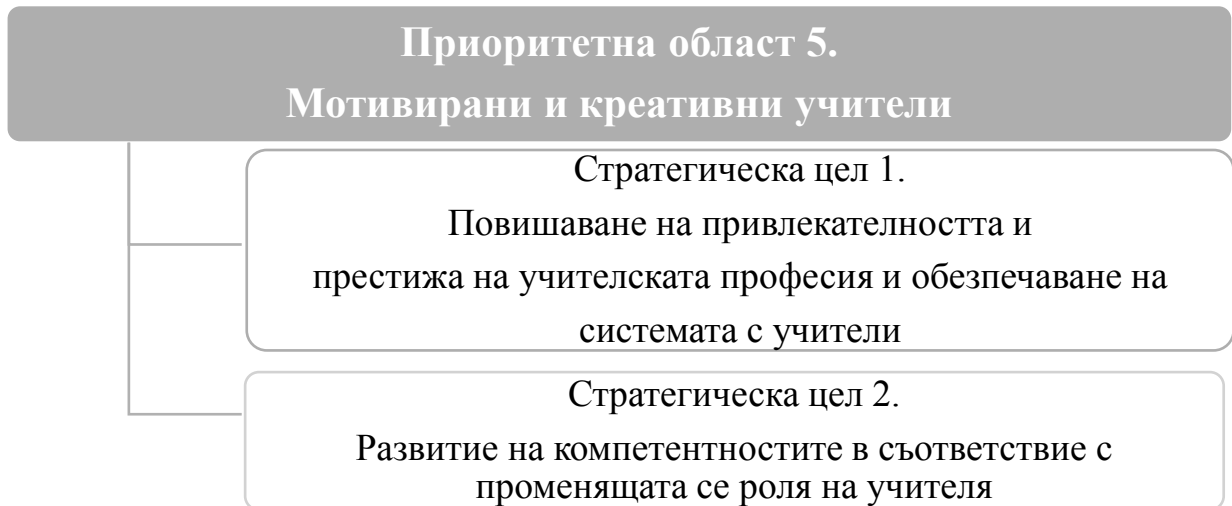 Приоритетна област 5.
Мотивирани и креативни учители
Стратегическа цел 1.
Повишаване на привлекателността и
престижа на учителската професия и обезпечаване на
системата с учители
Стратегическа цел 2.
Развитие на компетентностите в съответствие с
променящата се роля на учителя